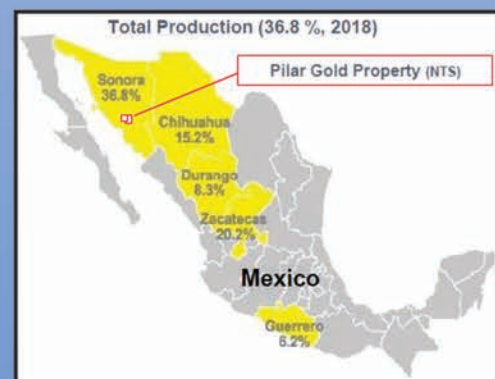 Total Production (36.8 %, 2018)
Pilar Gold Property (NTS)
Sonora
36.8%
Chihuahua
15.2%
Durango
8.3%
Zacatecas
20.2%
Mexico
Guerrero
6.2%